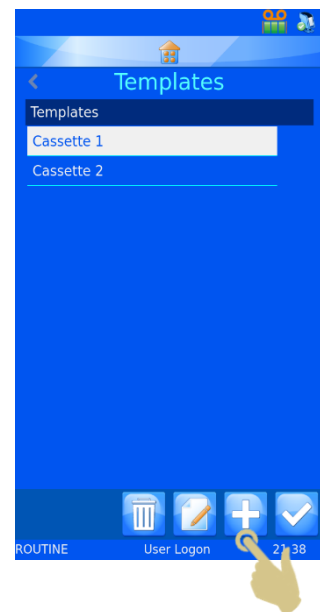 Templates
Templates
Cassette 1
Cassette 2
ROUTINE User Logon 21:38